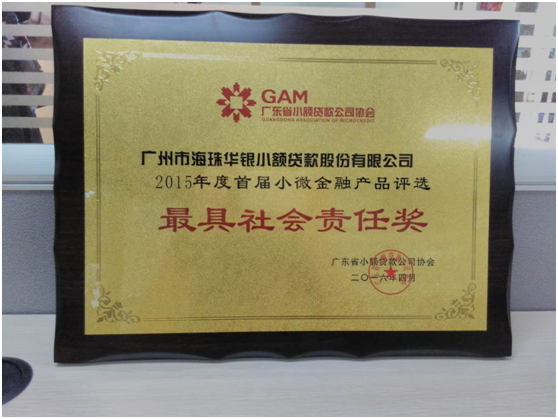 GAM
广东省小额贷款公司协会
GUANGDONG ASSOCIATION OF MICROCREDIT
广州市海珠华银小额贷款股份有限公司
2015年度首届小微金融产品评选
最具社会责任奖
广东省小额贷款公司协会
二〇一六年四月